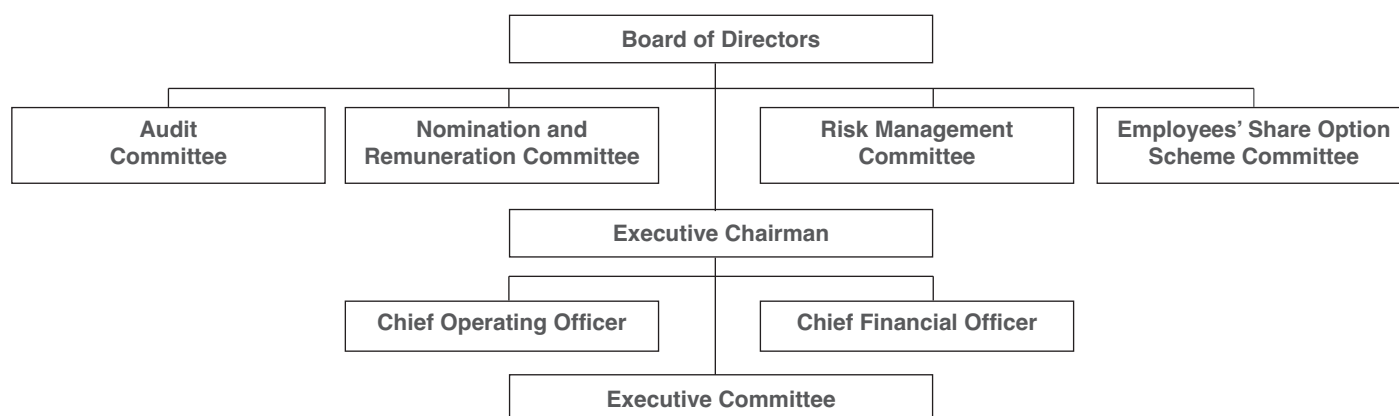 Board of Directors
Audit
Committee
Nomination and
Remuneration Committee
Risk Management
Committee
Employees’ Share Option
Scheme Committee
Executive Chairman
Chief Operating Officer
Chief Financial Officer
Executive Committee